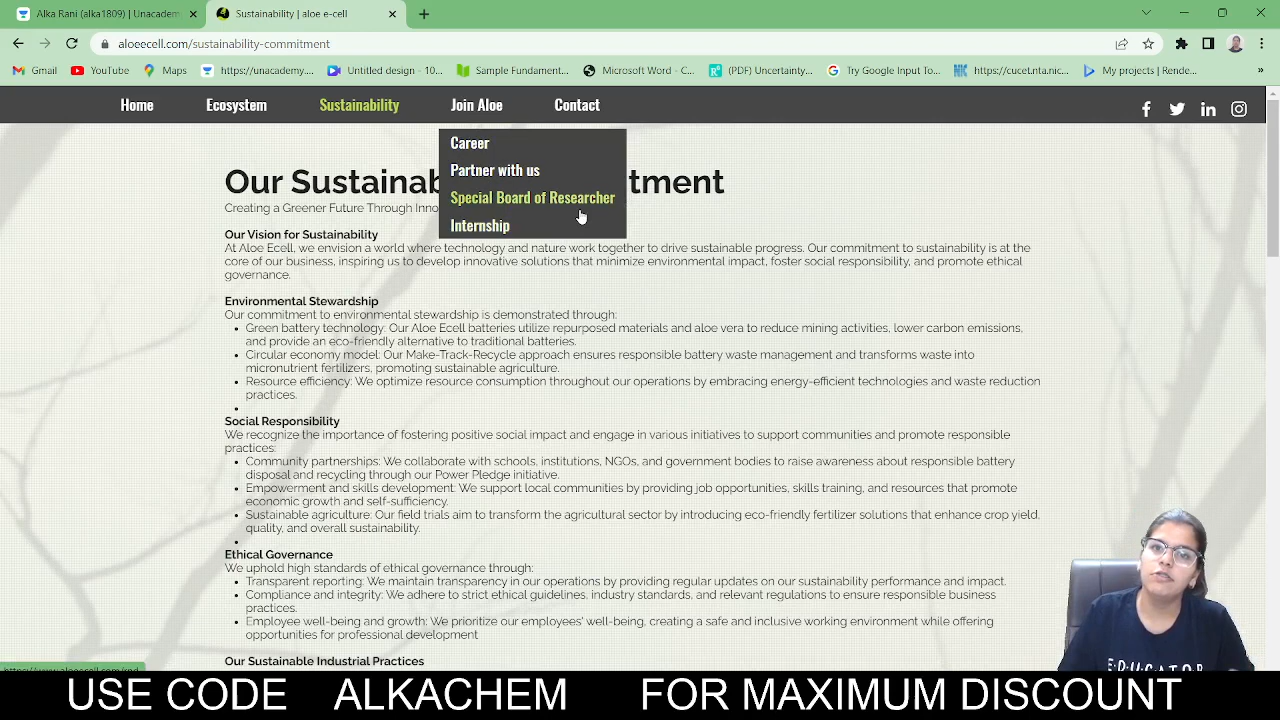 Alka Rani (alka1809) | Unacadem
Sustainability | aloe e-cell
aloeecell.com/sustainability-commitment
Gmail YouTube Maps https://unacademy.... Untitled design - 10... Sample Fundament... Microsoft Word - C... (PDF) Uncertainty... Try Google Input To... https://cucet.nta.nic... My projects | Rende... »
Home Ecosystem Sustainability Join Aloe Contact
Career
Partner with us
Special Board of Researcher
Internship
Our Sustainab tment
Creating a Greener Future Through Inno
Our Vision for Sustainability
At Aloe Ecell, we envision a world where technology and nature work together to drive sustainable progress. Our commitment to sustainability is at the
core of our business, inspiring us to develop innovative solutions that minimize environmental impact, foster social responsibility, and promote ethical
governance.
Environmental Stewardship
Our commitment to environmental stewardship is demonstrated through:
• Green battery technology: Our Aloe Ecell batteries utilize repurposed materials and aloe vera to reduce mining activities, lower carbon emissions,
and provide an eco-friendly alternative to traditional batteries.
• Circular economy model: Our Make-Track-Recycle approach ensures responsible battery waste management and transforms waste into
micronutrient fertilizers, promoting sustainable agriculture.
• Resource efficiency: We optimize resource consumption throughout our operations by embracing energy-efficient technologies and waste reduction
practices.
•
Social Responsibility
We recognize the importance of fostering positive social impact and engage in various initiatives to support communities and promote responsible
practices:
• Community partnerships: We collaborate with schools, institutions, NGOs, and government bodies to raise awareness about responsible battery
disposal and recycling through our Power Pledge initiative.
• Empowerment and skills development: We support local communities by providing job opportunities, skills training, and resources that promote
economic growth and self-sufficiency.
• Sustainable agriculture: Our field trials aim to transform the agricultural sector by introducing eco-friendly fertilizer solutions that enhance crop yield,
quality, and overall sustainability.
•
Ethical Governance
We uphold high standards of ethical governance through:
• Transparent reporting: We maintain transparency in our operations by providing regular updates on our sustainability performance and impact.
• Compliance and integrity: We adhere to strict ethical guidelines, industry standards, and relevant regulations to ensure responsible business
practices.
• Employee well-being and growth: We prioritize our employees' well-being, creating a safe and inclusive working environment while offering
opportunities for professional development
Our Sustainable Industrial Practices
EDUCATOR
USE CODE ALKACHEM FOR MAXIMUM DISCOUNT